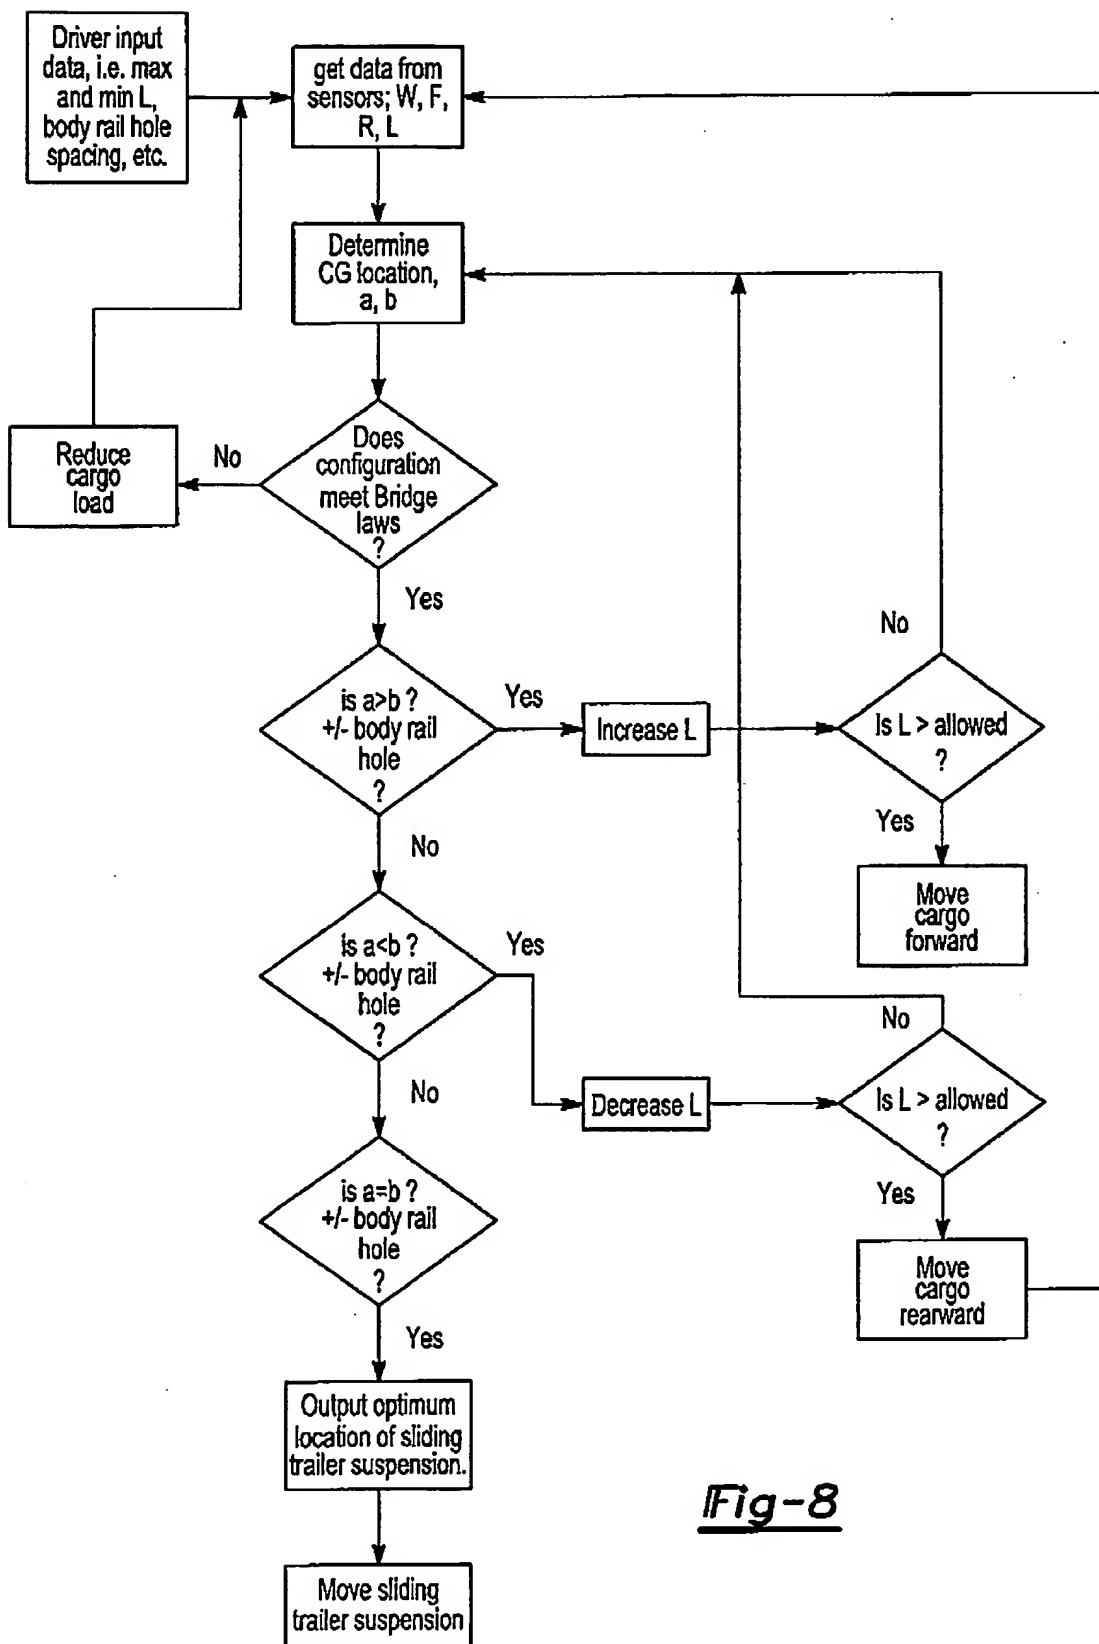 Driver input
data, i.e. max
and min L,
body rail hole
spacing, etc.
get data from
sensors; W, F,
R, L
Determine
CG location,
a, b
Does
configuration
meet Bridge
laws
?
No
Reduce
cargo
load
Yes
is a>b ?
+/- body rail
hole
?
Yes
Increase L
No
Is L > allowed
?
Yes
Move
cargo
forward
No
is a<b ?
+/- body rail
hole
?
Yes
Decrease L
No
Is L > allowed
?
Yes
Move
cargo
rearward
No
is a=b ?
+/- body rail
hole
?
Yes
Output optimum
location of sliding
trailer suspension.
Move sliding
trailer suspension
Fig-8